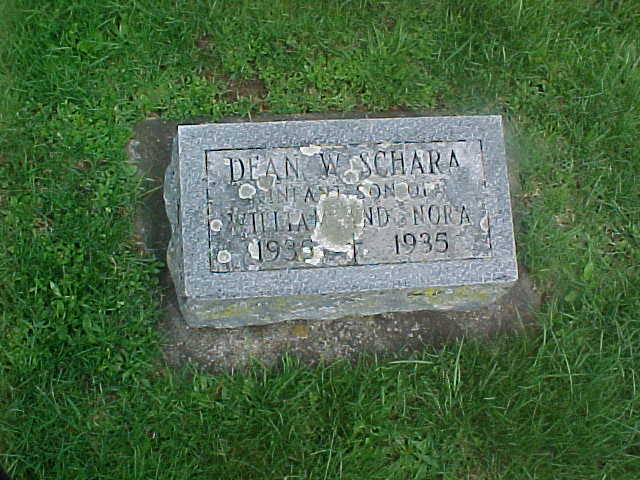 DEAN W. SCHARA
INFANT SON OF
WILLIAM AND NORA
1935 1935